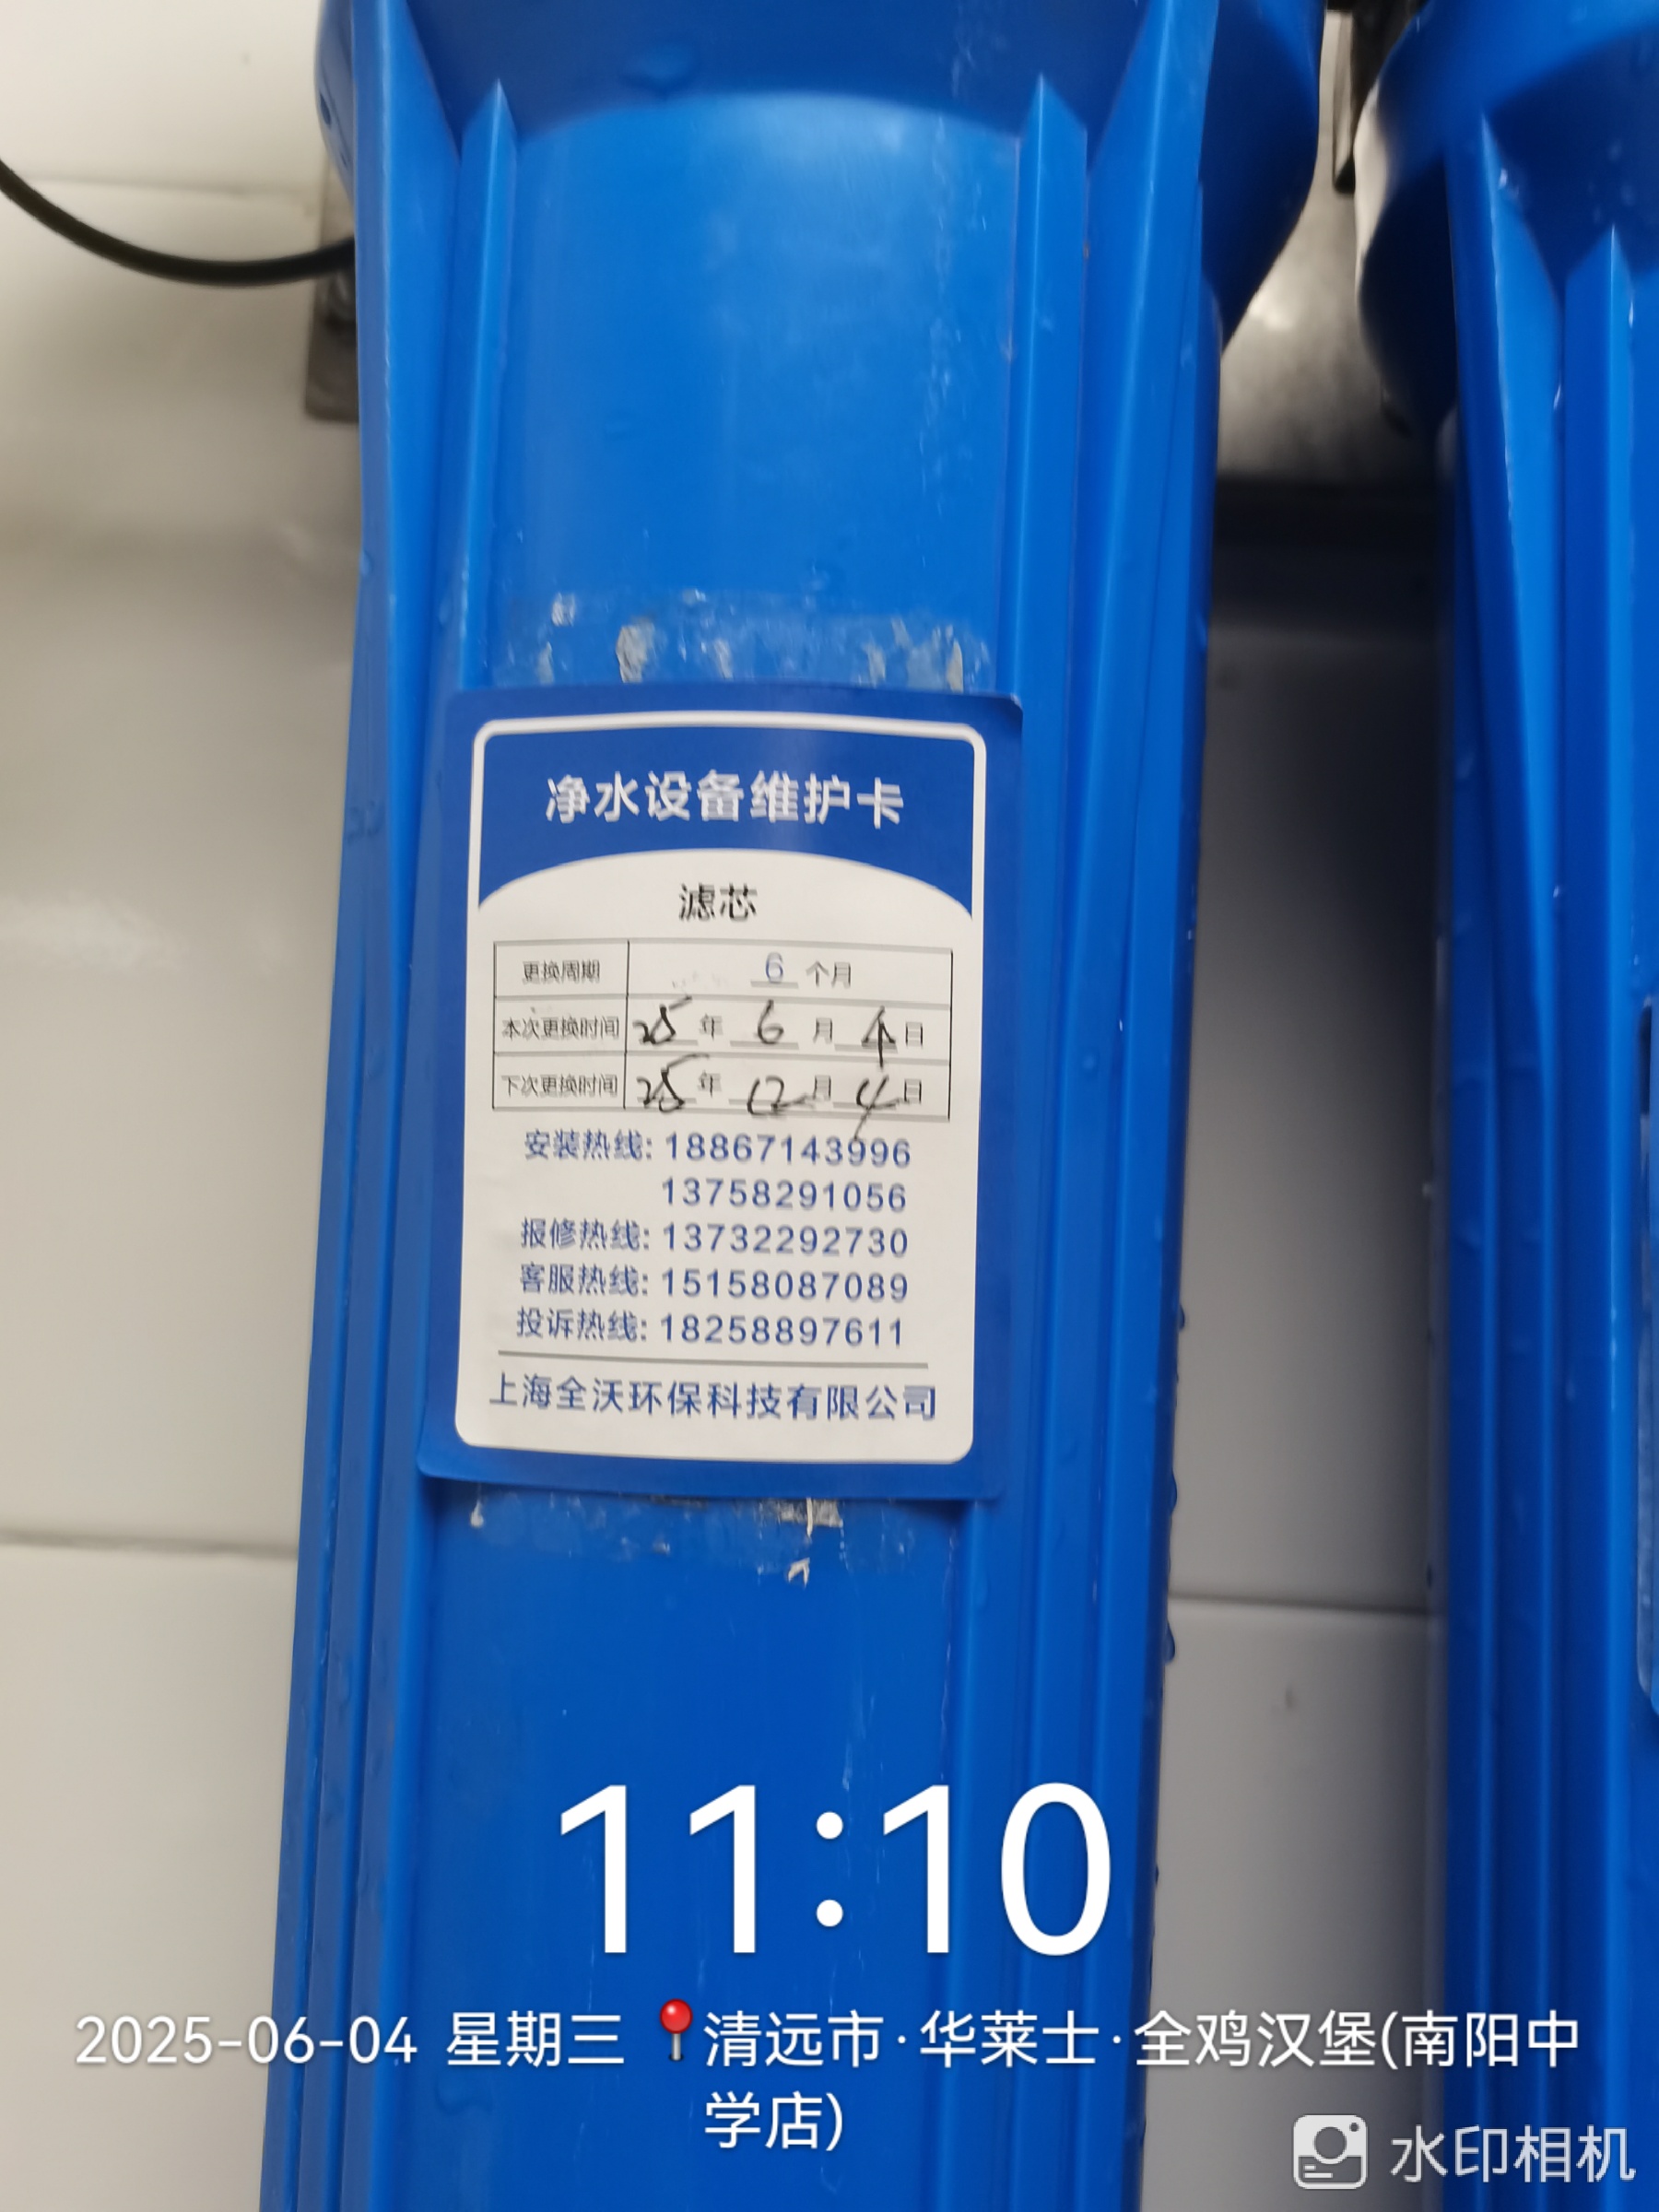 净水设备维护卡
滤芯
更换周期 6 个月
本次更换时间 25 年 6 月 4 日
下次更换时间 25 年 12 月 4 日
安装热线: 18867143996
13758291056
报修热线: 13732292730
客服热线: 15158087089
投诉热线: 18258897611
上海全沃环保科技有限公司
11:10
2025-06-04 星期三 📍清远市·华莱士·全鸡汉堡(南阳中
学店)
水印相机